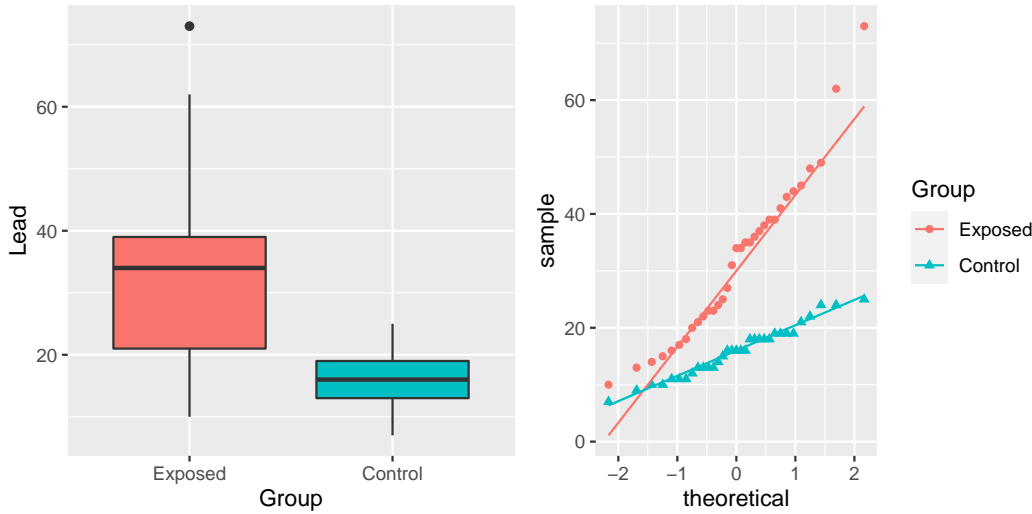 Lead
60
40
20
Exposed
Control
Group
sample
60
40
20
0
−2
−1
0
1
2
theoretical
Group
Exposed
Control